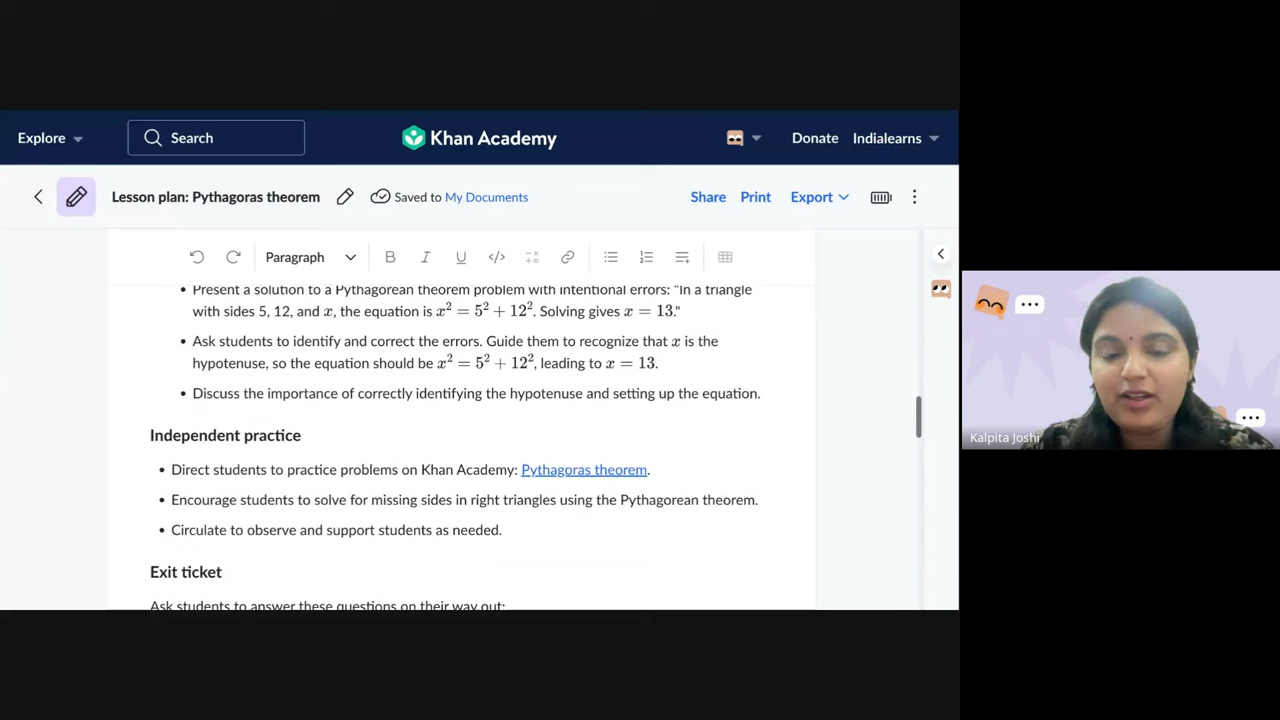 Explore
Search
Khan Academy
Donate
Indialearns
Lesson plan: Pythagoras theorem
Saved to My Documents
Share
Print
Export
Paragraph
B I U </>
• Present a solution to a Pythagorean theorem problem with intentional errors: "In a triangle
with sides 5, 12, and x, the equation is x² = 5² + 12². Solving gives x = 13."
• Ask students to identify and correct the errors. Guide them to recognize that x is the
hypotenuse, so the equation should be x² = 5² + 12², leading to x = 13.
• Discuss the importance of correctly identifying the hypotenuse and setting up the equation.
Independent practice
• Direct students to practice problems on Khan Academy: Pythagoras theorem.
• Encourage students to solve for missing sides in right triangles using the Pythagorean theorem.
• Circulate to observe and support students as needed.
Exit ticket
Ask students to answer these questions on their way out:
Kalpita Joshi